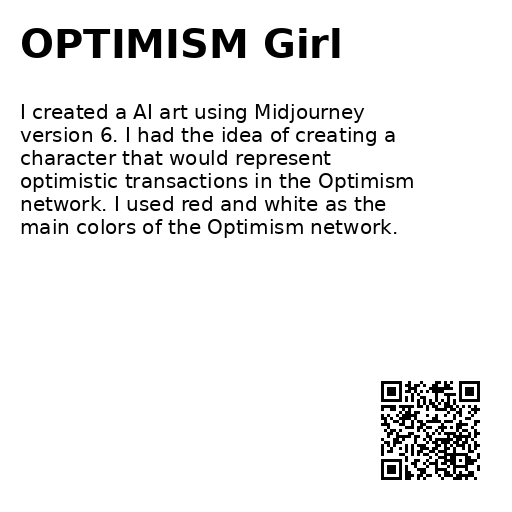 OPTIMISM Girl
I created a AI art using Midjourney
version 6. I had the idea of creating a
character that would represent
optimistic transactions in the Optimism
network. I used red and white as the
main colors of the Optimism network.